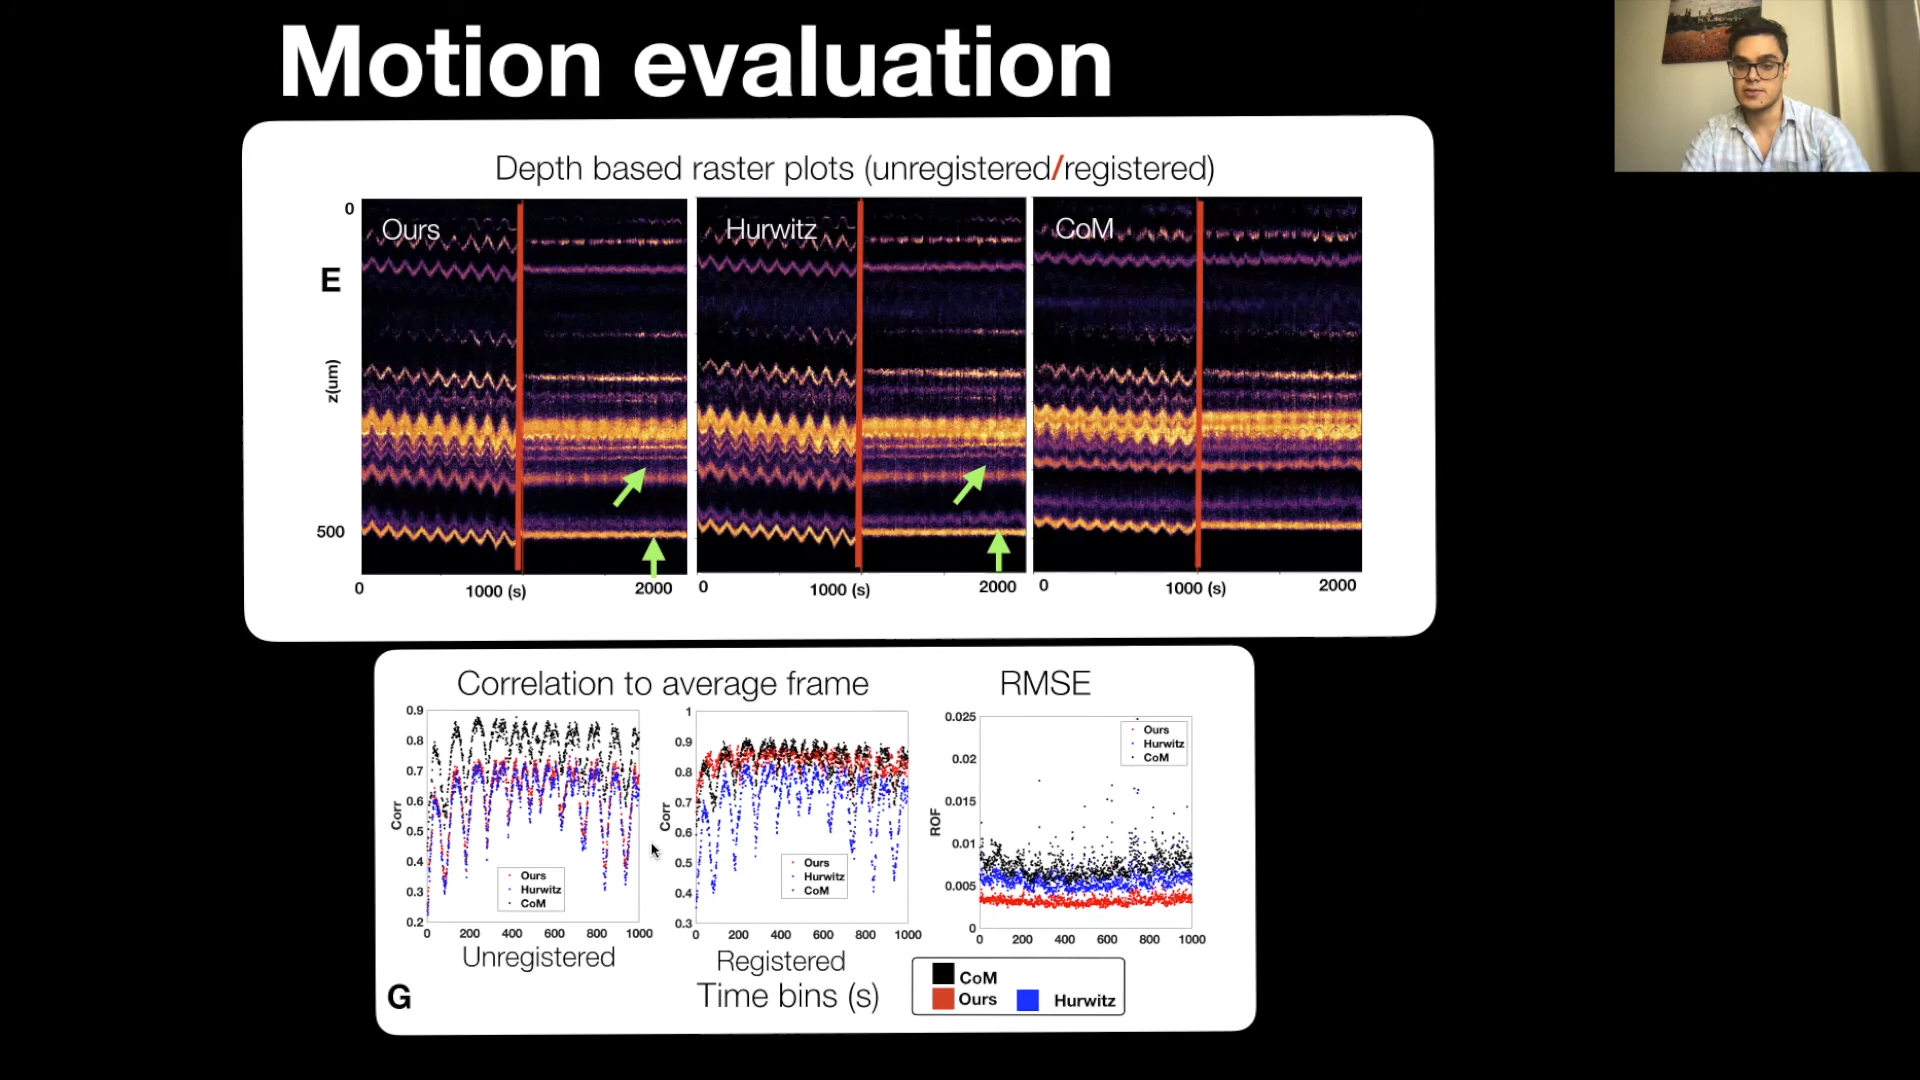 Motion evaluation
Depth based raster plots (unregistered/registered)
Ours
Hurwitz
CoM
E
0
z(um)
500
0 1000 (s) 2000
0 1000 (s) 2000
0 1000 (s) 2000
Correlation to average frame
RMSE
0.9
0.8
0.7
0.6
0.5
0.4
0.3
0.2
Corr
Ours
Hurwitz
CoM
0 200 400 600 800 1000
Unregistered
1
0.9
0.8
0.7
0.6
0.5
0.4
0.3
Corr
Ours
Hurwitz
CoM
0 200 400 600 800 1000
Registered
0.025
0.02
0.015
0.01
0.005
0
ROF
Ours
Hurwitz
CoM
0 200 400 600 800 1000
G
Time bins (s)
CoM
Ours Hurwitz